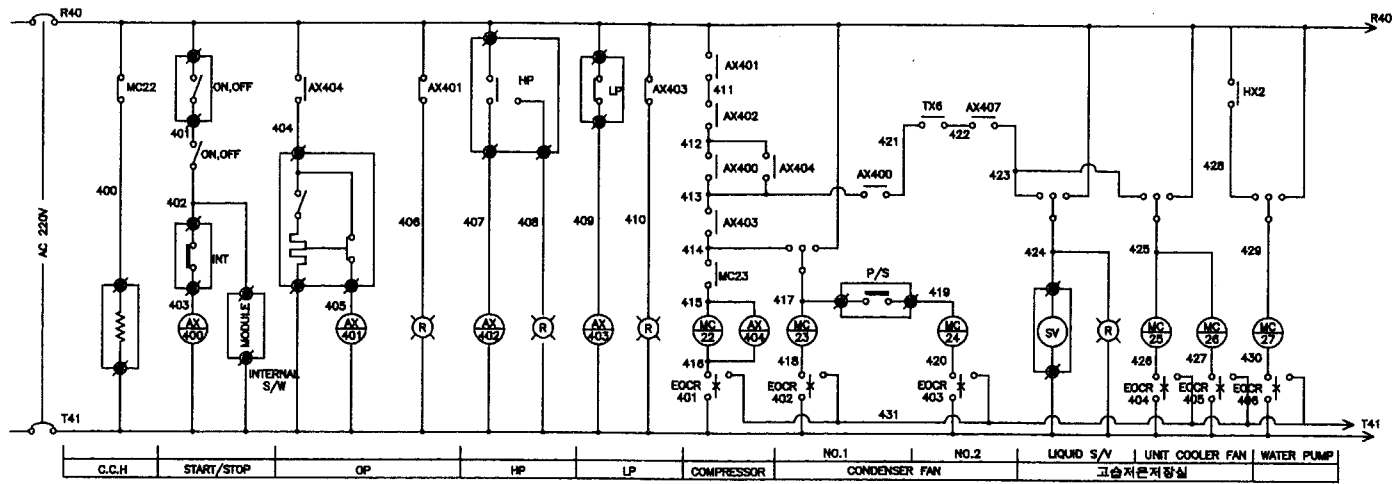 R40
R40
MC22
ON,OFF
AX404
AX401
HP
LP
AX403
AX401
411
AX402
HX2
TX6
AX407
401
404
421
422
ON,OFF
412
428
AX400
AX404
AX400
423
400
413
402
AX403
AC 220V
406
407
408
409
410
414
424
425
429
INT
MC23
P/S
403
405
415
417
419
MODULE
AX
400
AX
401
R
AX
402
R
AX
403
R
MC
22
AX
404
MC
23
MC
24
SV
R
MC
25
MC
26
MC
27
INTERNAL
S/W
416
418
420
426
427
430
EOCR
401
EOCR
402
EOCR
403
EOCR
404
EOCR
405
EOCR
406
431
T41
T41
C.C.H
START/STOP
OP
HP
LP
COMPRESSOR
NO.1
NO.2
CONDENSER FAN
LIQUID S/V
UNIT COOLER FAN
WATER PUMP
고습저온저장실